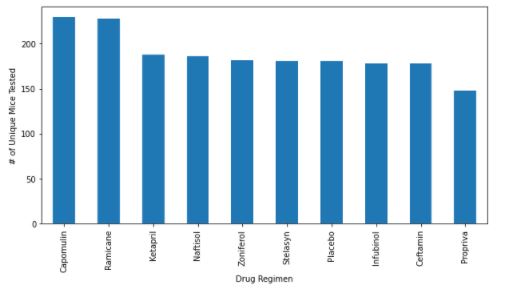 # of Unique Mice Tested
200
150
100
50
0
Capomulin
Ramicane
Ketapril
Naftisol
Zoniferol
Stelasyn
Placebo
Infubinol
Ceftamin
Propriva
Drug Regimen